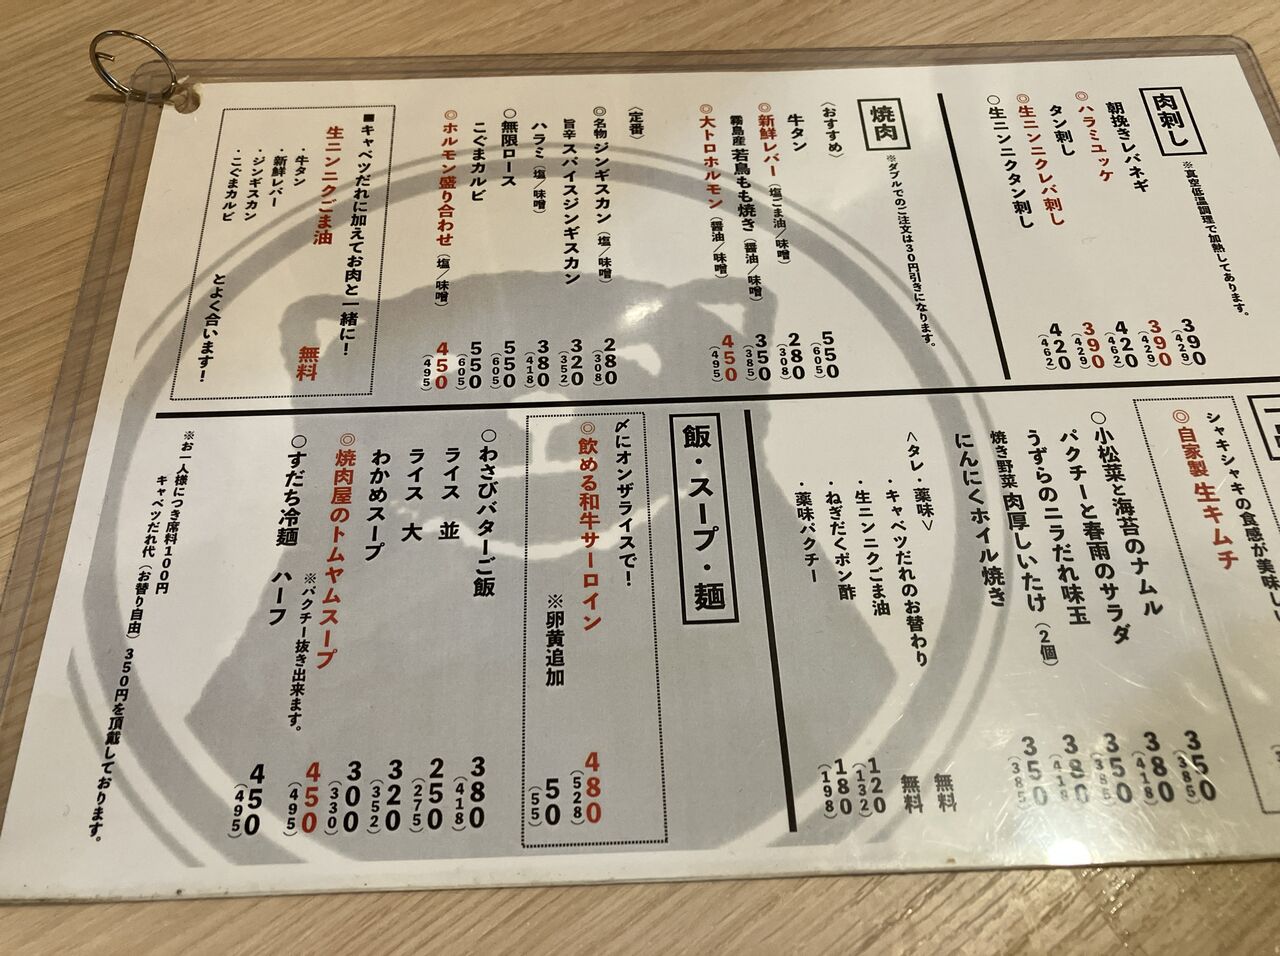 肉刺し
※真空低温調理で加熱してあります。
朝挽きレバネギ 390 (429)
◎ハラミユッケ 390 (429)
タン刺し 420 (462)
◎生ニンニクレバ刺し 390 (429)
○生ニンニクタン刺し 420 (462)
焼肉
※ダブルでのご注文は30円引きになります。
〈おすすめ〉
牛タン 550 (605)
◎新鮮レバー(塩ごま油/味噌) 280 (308)
霧島産 若鳥もも焼き(醤油/味噌) 350 (385)
◎大トロホルモン(醤油/味噌) 450 (495)
〈定番〉
◎名物ジンギスカン(塩/味噌) 280 (308)
旨辛スパイスジンギスカン 320 (352)
ハラミ(塩/味噌) 380 (418)
○無限ロース 550 (605)
こぐまカルビ 550 (605)
◎ホルモン盛り合わせ(塩/味噌) 450 (495)
■キャベツだれに加えてお肉と一緒に!
生ニンニクごま油 無料
・牛タン
・新鮮レバー
・ジンギスカン
・こぐまカルビ
とよく合います!
シャキシャキの食感が美味しい
◎自家製 生キムチ
○小松菜と海苔のナムル 350 (385)
パクチーと春雨のサラダ 380 (418)
うずらのニラだれ味玉 350 (385)
焼き野菜 肉厚しいたけ(2個) 380 (418)
にんにくホイル焼き 350 (385)
〈タレ・薬味〉
・キャベツだれのお替わり 無料
・生ニンニクごま油 無料
・ねぎだくポン酢 120 (132)
・薬味パクチー 180 (198)
飯・スープ・麺
〆にオンザライスで!
◎飲める和牛サーロイン 480 (528)
※卵黄追加 50 (55)
○わさびバターご飯 380 (418)
ライス 並 250 (275)
ライス 大 320 (352)
わかめスープ 300 (330)
◎焼肉屋のトムヤムスープ 450 (495)
※パクチー抜き出来ます。
○すだち冷麺 ハーフ 450 (495)
※お一人様につき席料100円
キャベツだれ代(お替り自由)350円を頂戴しております。